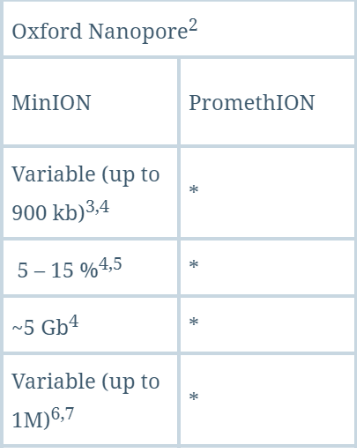 Oxford Nanopore²
MinION
PromethION
Variable (up to
900 kb)³,⁴
*
5 – 15 %⁴,⁵
*
~5 Gb⁴
*
Variable (up to
1M)⁶,⁷
*